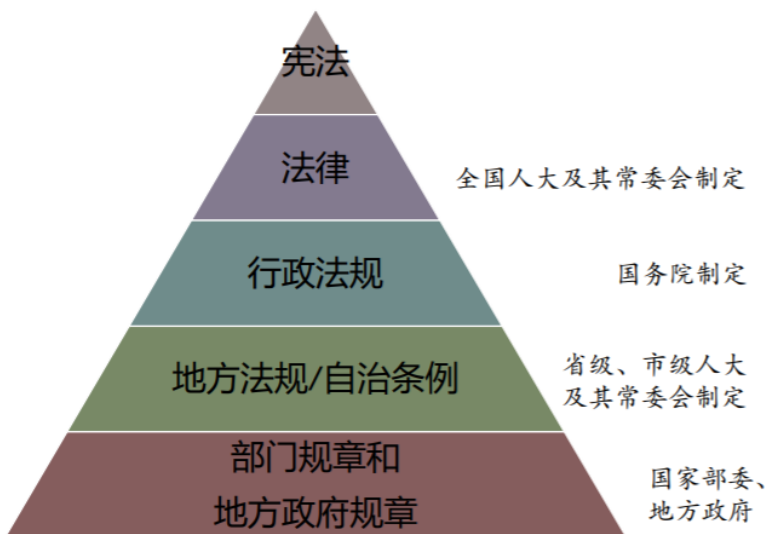 宪法
法律
全国人大及其常委会制定
行政法规
国务院制定
地方法规/自治条例
省级、市级人大
及其常委会制定
部门规章和
地方政府规章
国家部委、
地方政府